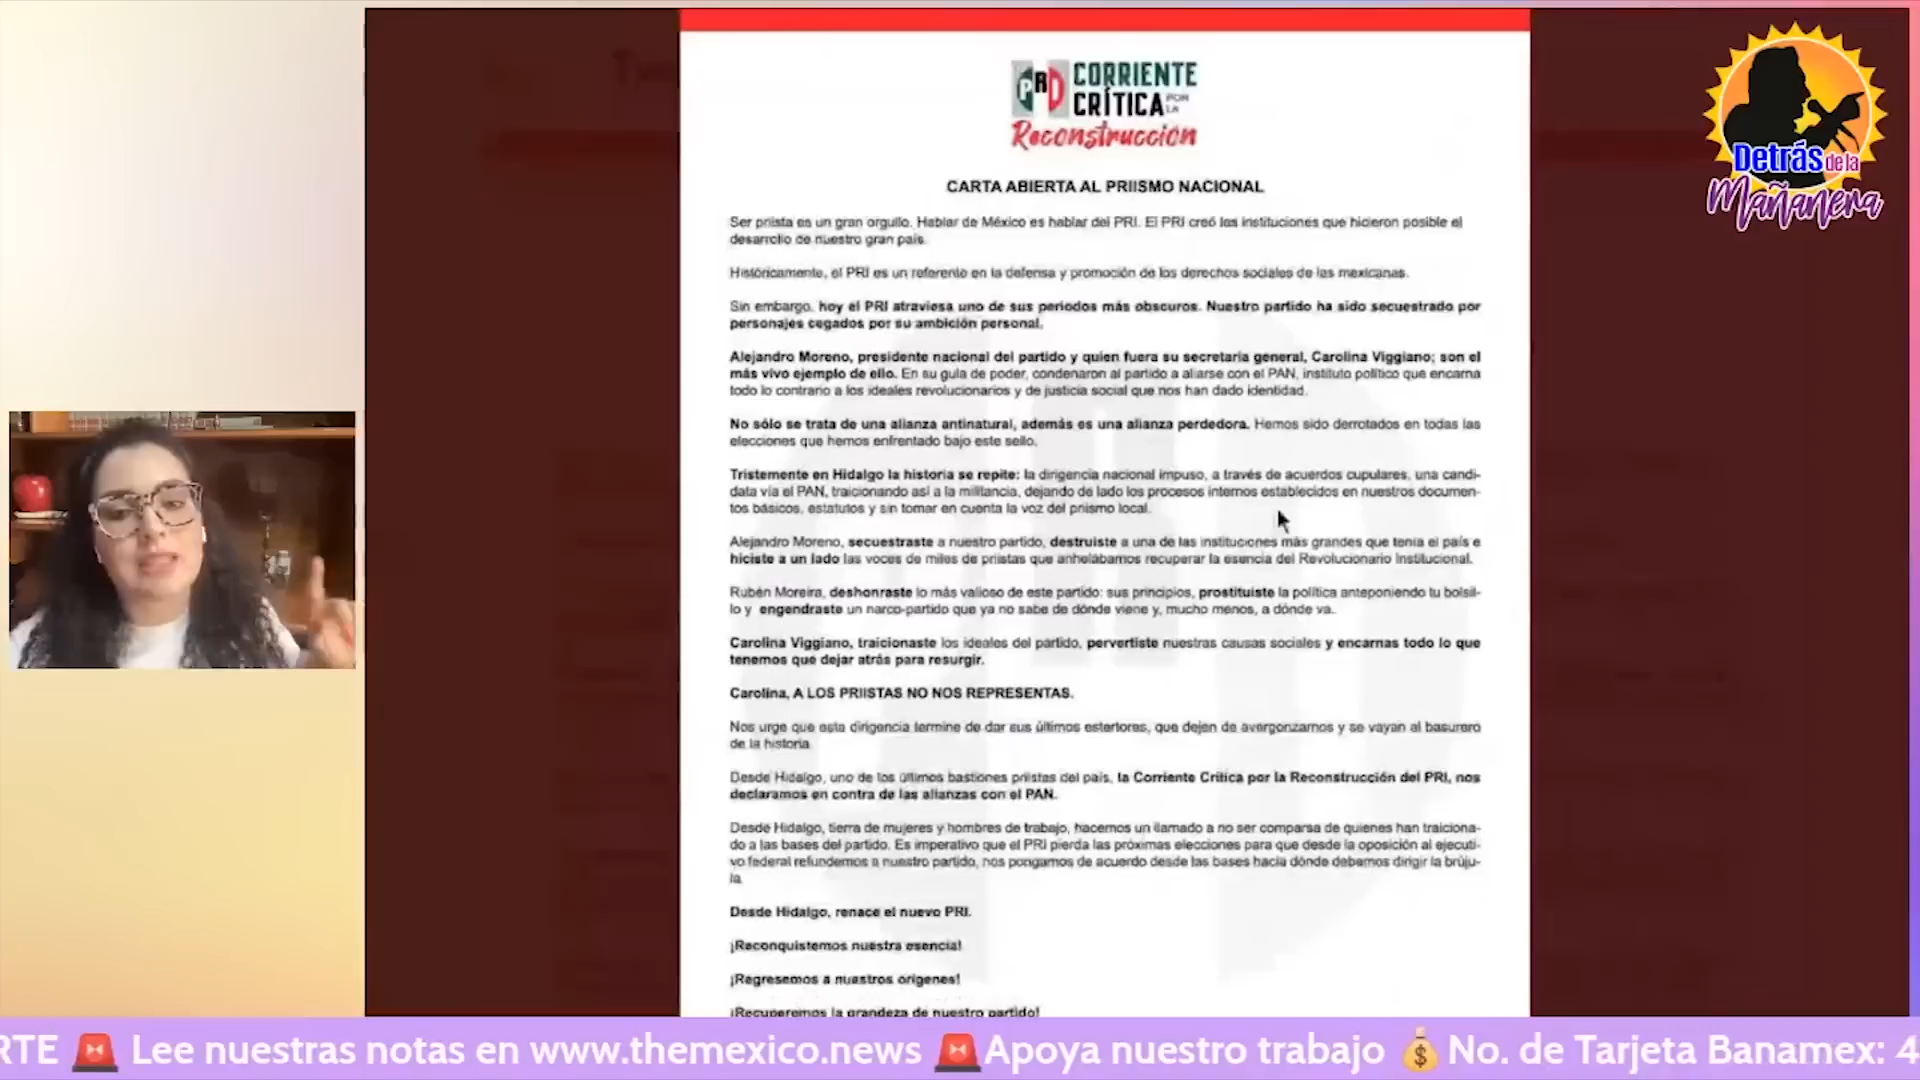 PRD CORRIENTE
CRÍTICA POR LA
Reconstrucción
Detrás de la
Mañanera
CARTA ABIERTA AL PRIISMO NACIONAL
Ser priista es un gran orgullo. Hablar de México es hablar del PRI. El PRI creó las instituciones que hicieron posible el
desarrollo de nuestro gran país.
Históricamente, el PRI es un referente en la defensa y promoción de los derechos sociales de las mexicanas.
Sin embargo, hoy el PRI atraviesa uno de sus periodos más obscuros. Nuestro partido ha sido secuestrado por
personajes cegados por su ambición personal.
Alejandro Moreno, presidente nacional del partido y quien fuera su secretaria general, Carolina Viggiano; son el
más vivo ejemplo de ello. En su gula de poder, condenaron al partido a aliarse con el PAN, instituto político que encarna
todo lo contrario a los ideales revolucionarios y de justicia social que nos han dado identidad.
No sólo se trata de una alianza antinatural, además es una alianza perdedora. Hemos sido derrotados en todas las
elecciones que hemos enfrentado bajo este sello.
Tristemente en Hidalgo la historia se repite: la dirigencia nacional impuso, a través de acuerdos cupulares, una candi-
data vía el PAN, traicionando así a la militancia, dejando de lado los procesos internos establecidos en nuestros documen-
tos básicos, estatutos y sin tomar en cuenta la voz del priismo local.
Alejandro Moreno, secuestraste a nuestro partido, destruiste a una de las instituciones más grandes que tenía el país e
hiciste a un lado las voces de miles de priistas que anhelábamos recuperar la esencia del Revolucionario Institucional.
Rubén Moreira, deshonraste lo más valioso de este partido: sus principios, prostituiste la política anteponiendo tu bolsil-
lo y engendraste un narco-partido que ya no sabe de dónde viene y, mucho menos, a dónde va.
Carolina Viggiano, traicionaste los ideales del partido, pervertiste nuestras causas sociales y encarnas todo lo que
tenemos que dejar atrás para resurgir.
Carolina, A LOS PRIISTAS NO NOS REPRESENTAS.
Nos urge que esta dirigencia termine de dar sus últimos estertores, que dejen de avergonzarnos y se vayan al basurero
de la historia.
Desde Hidalgo, uno de los últimos bastiones priistas del país, la Corriente Crítica por la Reconstrucción del PRI, nos
declaramos en contra de las alianzas con el PAN.
Desde Hidalgo, tierra de mujeres y hombres de trabajo, hacemos un llamado a no ser comparsa de quienes han traiciona-
do a las bases del partido. Es imperativo que el PRI pierda las próximas elecciones para que desde la oposición al ejecuti-
vo federal refundemos a nuestro partido, nos pongamos de acuerdo desde las bases hacia dónde debemos dirigir la brúju-
la.
Desde Hidalgo, renace el nuevo PRI.
¡Reconquistemos nuestra esencia!
¡Regresemos a nuestros orígenes!
¡Recuperemos la grandeza de nuestro partido!
RTE 🚨 Lee nuestras notas en www.themexico.news 🚨Apoya nuestro trabajo 💰No. de Tarjeta Banamex: 4